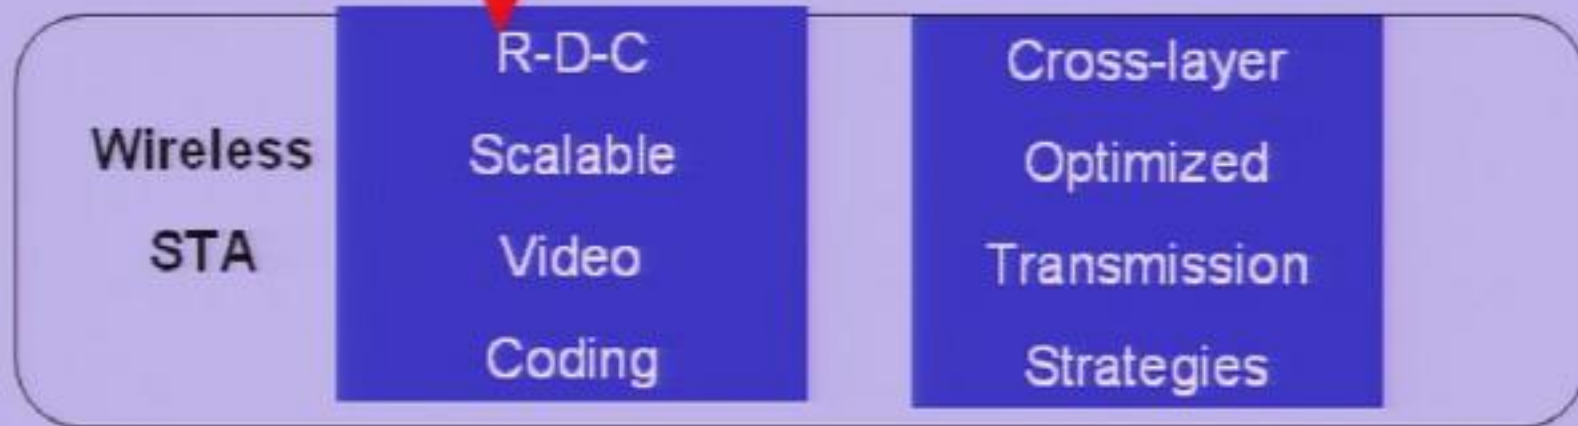 Wireless
STA
R-D-C
Scalable
Video
Coding
Cross-layer
Optimized
Transmission
Strategies